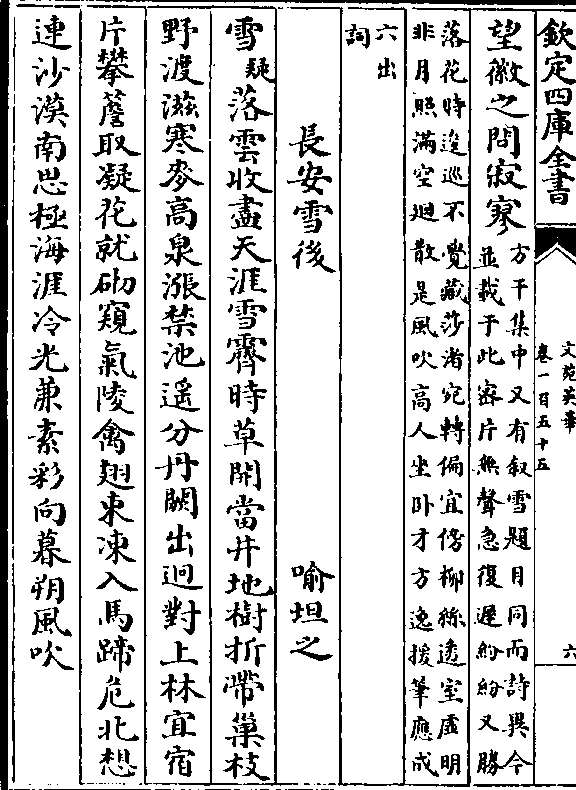 欽定四庫全書
文苑英華
卷一百五十五
六
望徽之問寂寥
方干集中又有叙雪題目同而詩異今
並載于此密片無聲急復遲紛紛又勝
落花時逡巡不覺藏莎渚宛轉偏宜傍柳絲透室虚明
非月照滿空迴散是風吹高人坐卧才方逸援筆應成
六出
詞
長安雪後
喻坦之
雪疑落雲收盡天涯雪霽時草開當井地樹折帶巢枝
野渡滋寒麥高泉漲禁池遥分丹闕出迥對上林宜宿
片攀簷取凝花就砌窺氣陵禽翅束凍入馬蹄危北想
連沙漠南思極海涯冷光兼素彩向暮朔風吹